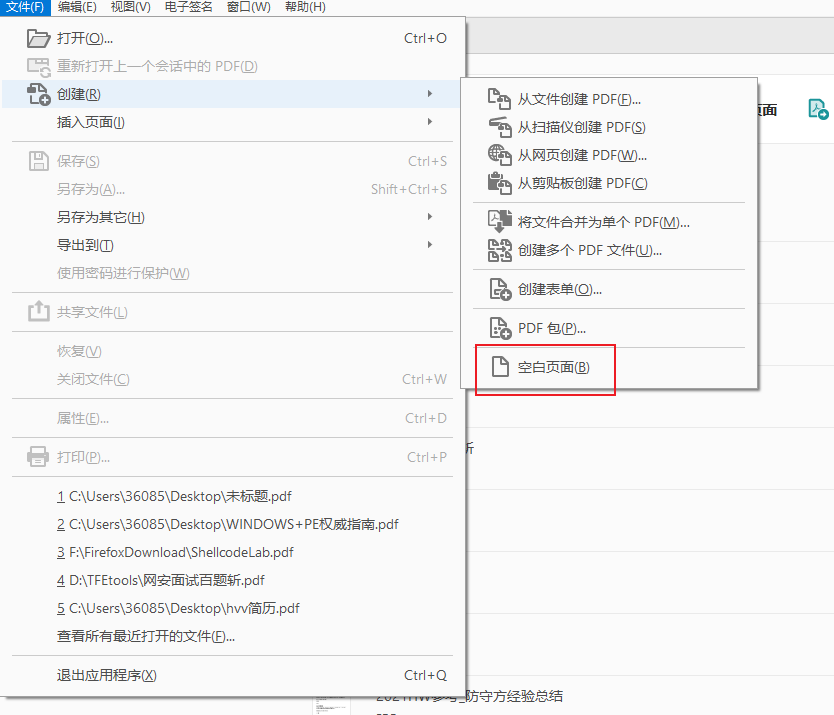 文件(F) 编辑(E) 视图(V) 电子签名 窗口(W) 帮助(H)
打开(O)... Ctrl+O
重新打开上一个会话中的 PDF(D)
创建(R)
插入页面(I)
保存(S) Ctrl+S
另存为(A)... Shift+Ctrl+S
另存为其它(H)
导出到(T)
使用密码进行保护(W)
共享文件(L)
恢复(V)
关闭文件(C) Ctrl+W
属性(E)... Ctrl+D
打印(P)... Ctrl+P
1 C:\Users\36085\Desktop\未标题.pdf
2 C:\Users\36085\Desktop\WINDOWS+PE权威指南.pdf
3 F:\FirefoxDownload\ShellcodeLab.pdf
4 D:\TFEtools\网安面试百题斩.pdf
5 C:\Users\36085\Desktop\hvv简历.pdf
查看所有最近打开的文件(F)...
退出应用程序(X) Ctrl+Q
从文件创建 PDF(F)...
从扫描仪创建 PDF(S)
从网页创建 PDF(W)...
从剪贴板创建 PDF(C)
将文件合并为单个 PDF(M)...
创建多个 PDF 文件(U)...
创建表单(O)...
PDF 包(P)...
空白页面(B)
页面
_防守方经验总结